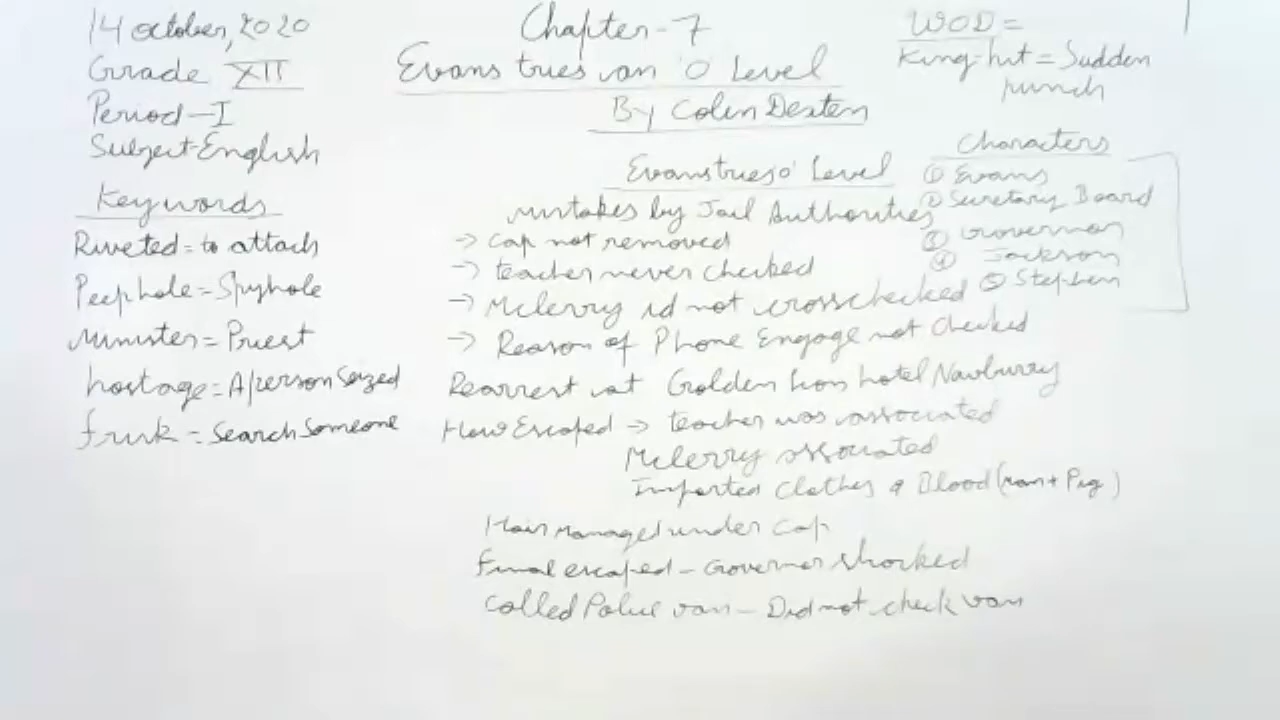 14 october, 2020
Grade XII
Period-I
Subject-English
Chapter-7
Evans tries an 'O' Level
By Colin Dexten
WOD =
King-hit = Sudden
punch
Keywords
Riveted = to attach
Peephole = Spyhole
Minister = Priest
hostage = A person Seized
frisk = Search Someone
Evans tries o' Level
mistakes by Jail Authorities
→ Cap not removed
→ teacher never checked
→ Mclerry id not crosschecked
→ Reason of Phone Engage not Checked
Rearrest at Golden lion hotel Newburry
How Escaped → teacher was associated
Mclerry associated
Imported Clothes & Blood (man + Pig)
Hair Managed under Cap
Final escaped - Governor shocked
Called Police van - Did not check van
Characters
① Evans
② Secretary Board
③ Governor
④ Jackson
⑤ Stephen